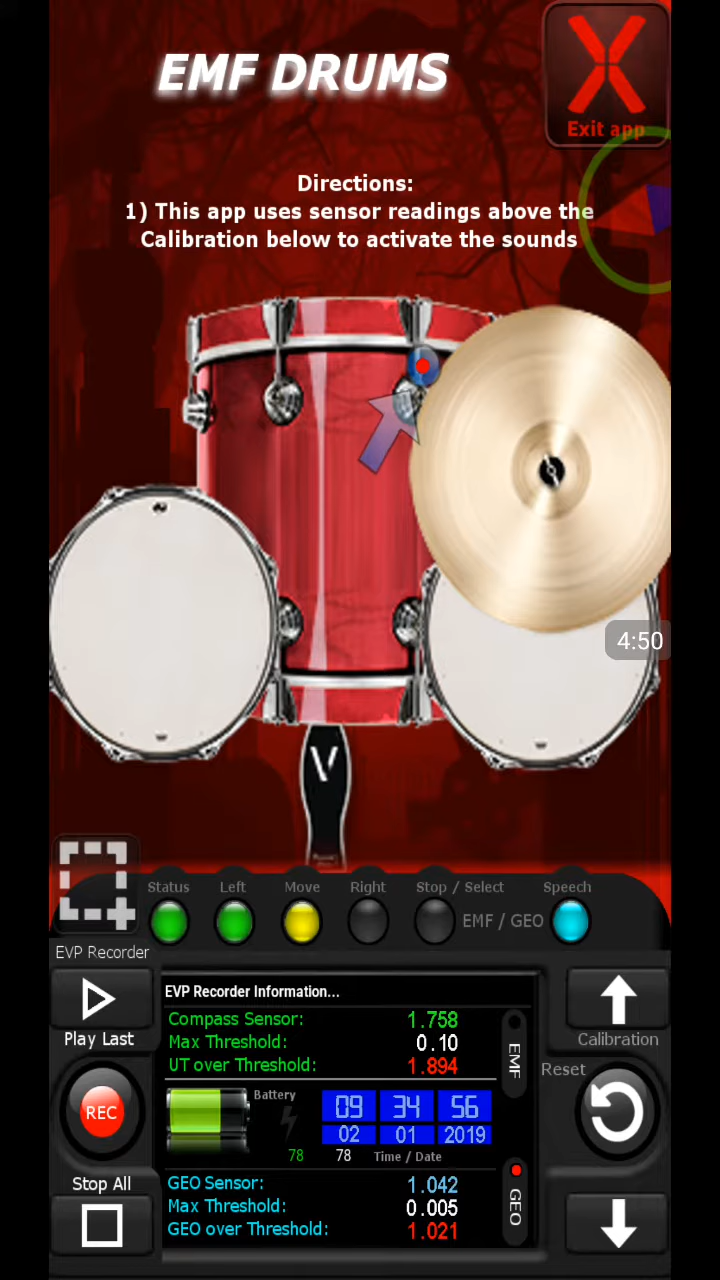 EMF DRUMS
Exit app
Directions:
1) This app uses sensor readings above the
Calibration below to activate the sounds
4:50
V
Status Left Move Right Stop / Select Speech
EMF / GEO
EVP Recorder
EVP Recorder Information...
Play Last
Compass Sensor: 1.758
Max Threshold: 0.10
UT over Threshold: 1.894
EMF
Calibration
Reset
REC
Battery
09 34 56
02 01 2019
78 78 Time / Date
Stop All
GEO Sensor: 1.042
Max Threshold: 0.005
GEO over Threshold: 1.021
GEO